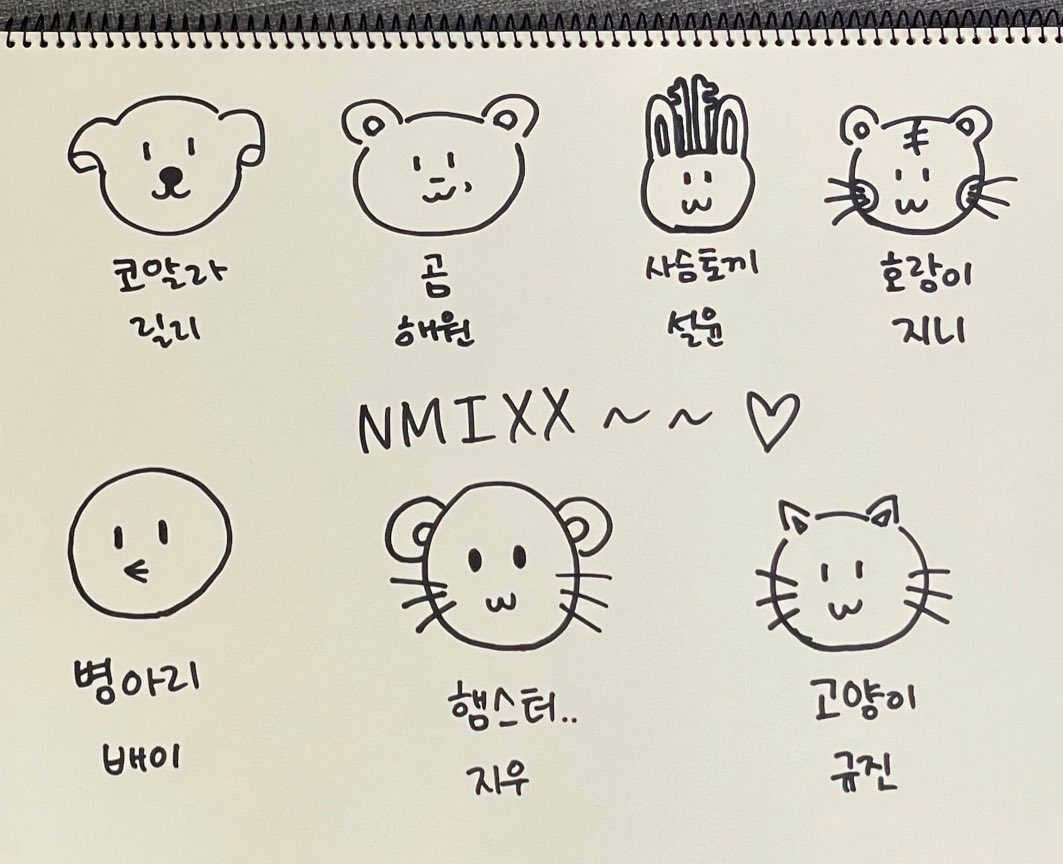 코알라
릴리
곰
해원
사슴토끼
설윤
호랑이
지니
NMIXX ~ ~ ♡
병아리
배이
햄스터..
지우
고양이
규진